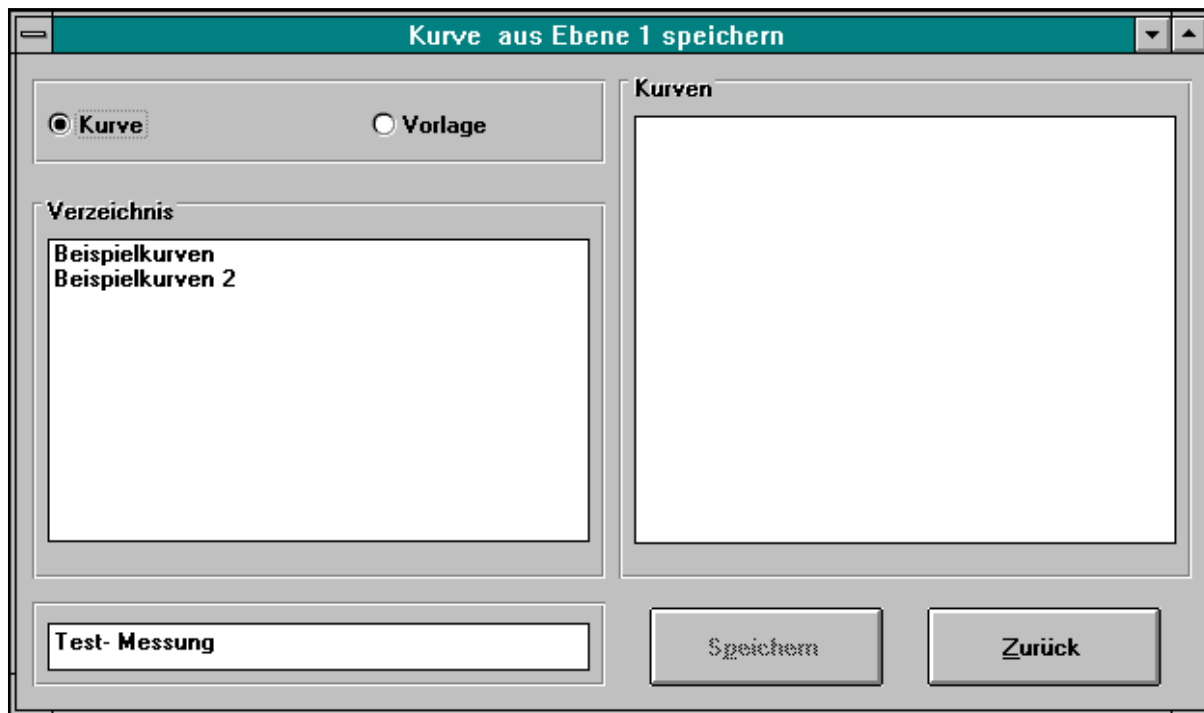 Kurve  aus Ebene 1 speichern
Kurve
Vorlage
Verzeichnis
Beispielkurven
Beispielkurven 2
Test- Messung
Kurven
Speichern
Zurück